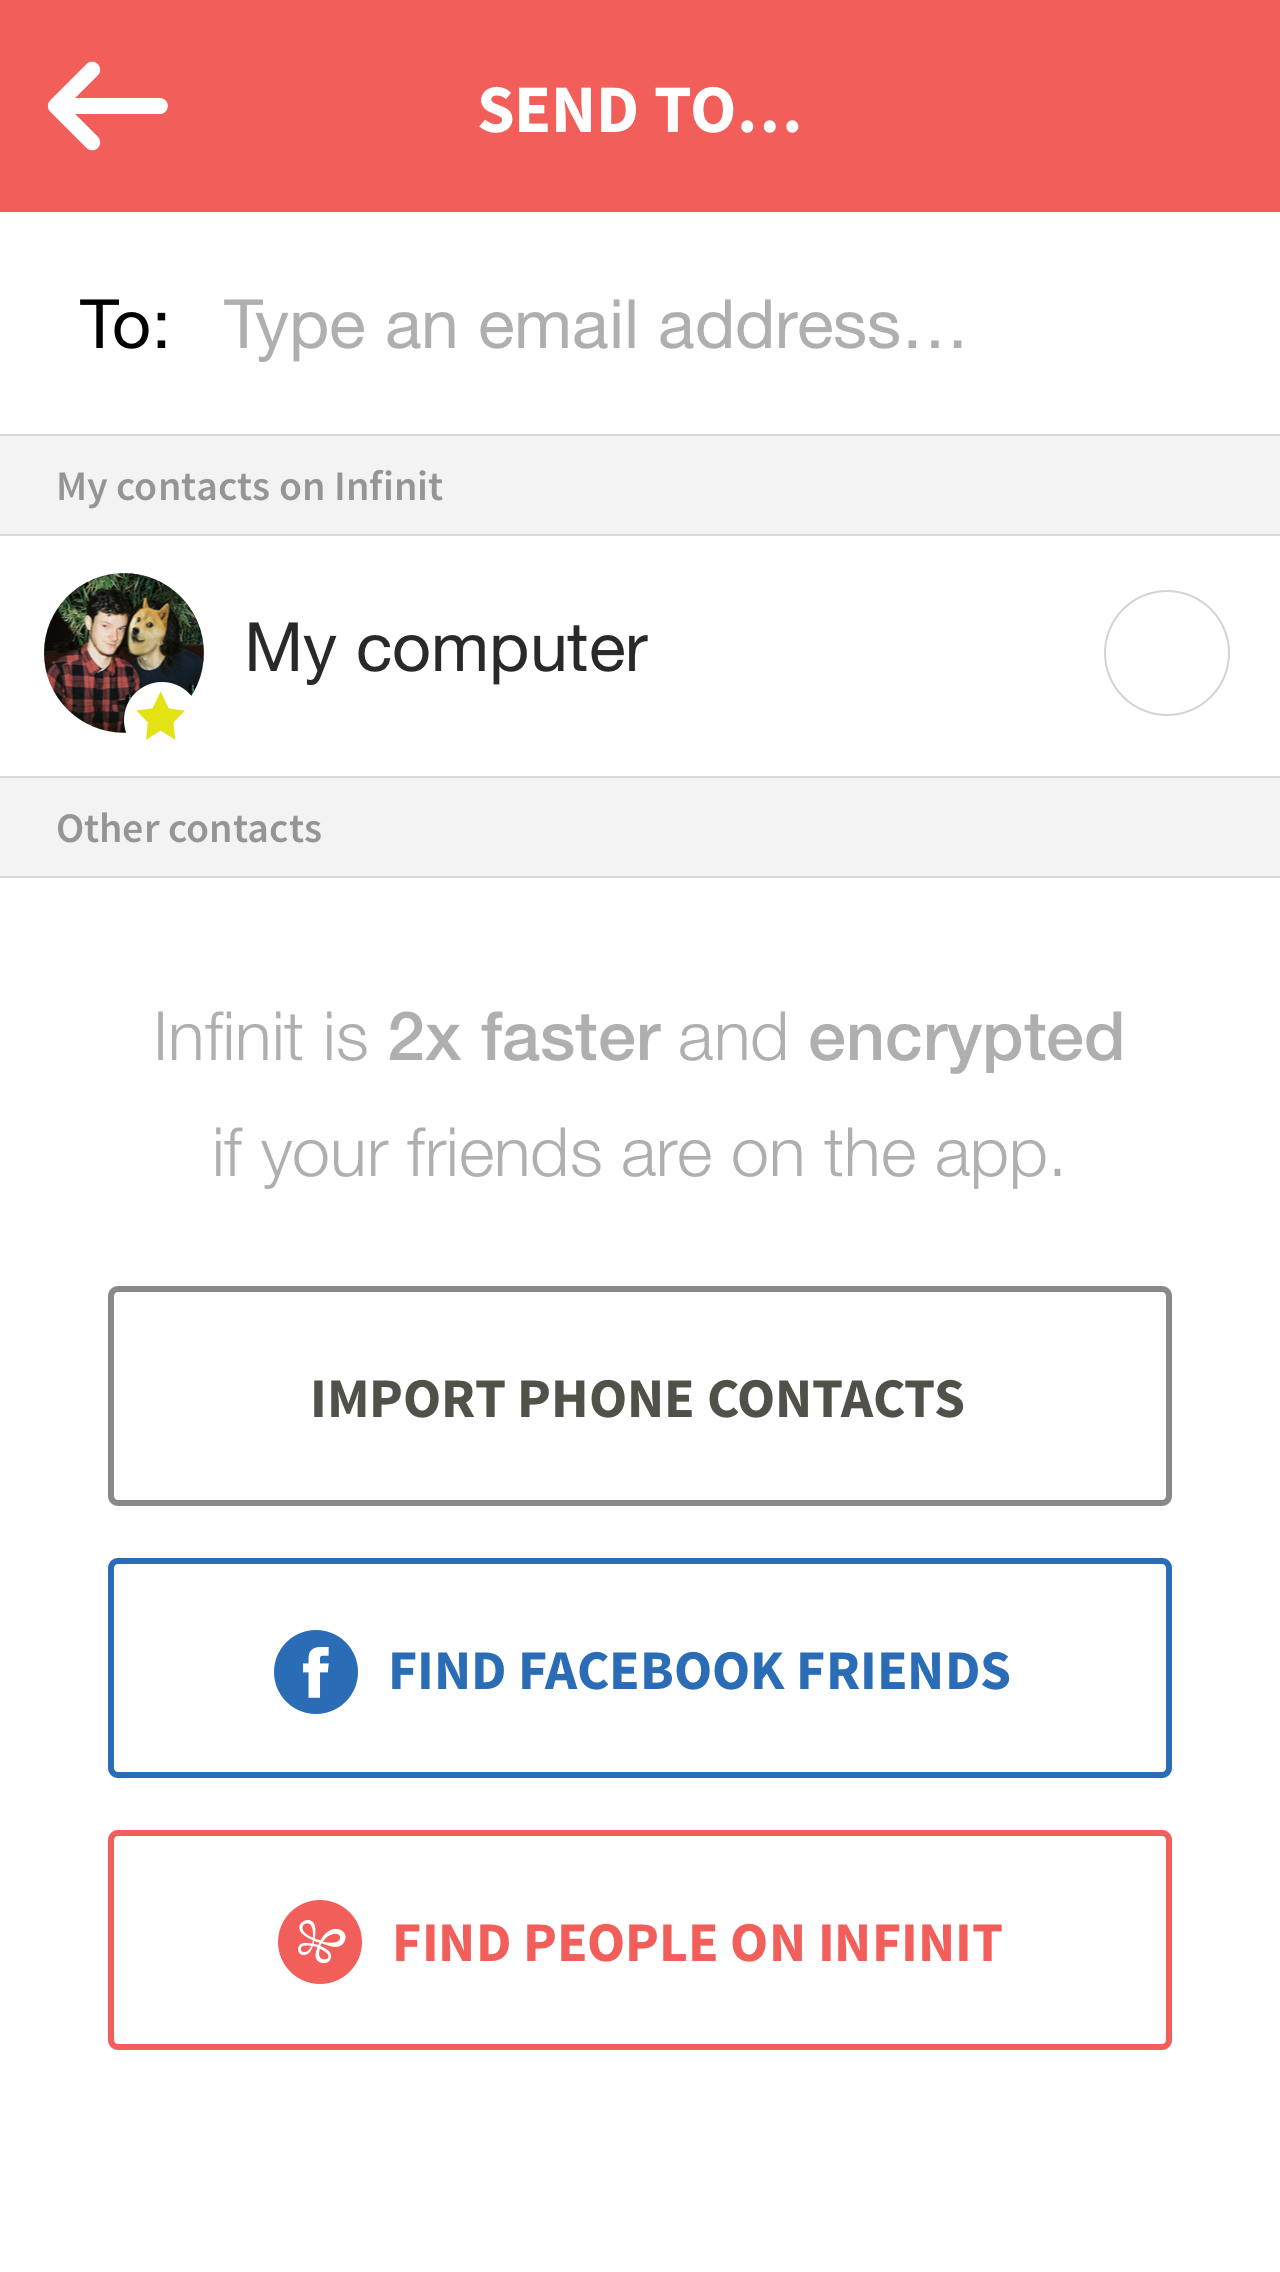 SEND TO...
To: Type an email address...
My contacts on Infinit
My computer
Other contacts
Infinit is 2x faster and encrypted
if your friends are on the app.
IMPORT PHONE CONTACTS
f FIND FACEBOOK FRIENDS
FIND PEOPLE ON INFINIT